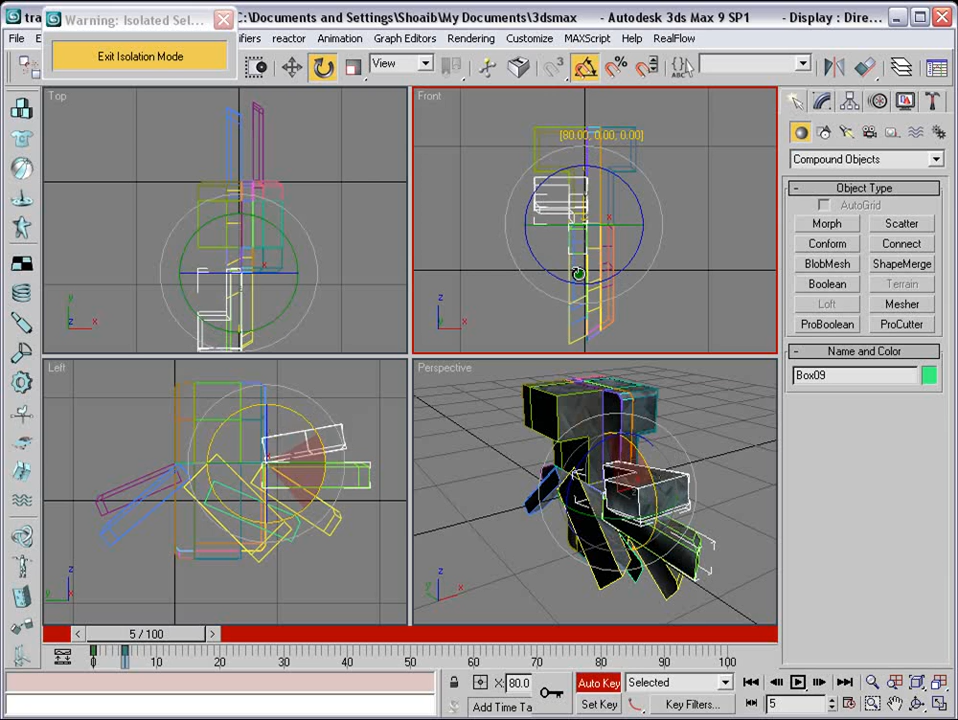 tra
Warning: Isolated Sel...
C:\Documents and Settings\Shoaib\My Documents\3dsmax
- Autodesk 3ds Max 9 SP1
- Display : Dire...
File
Exit Isolation Mode
ifiers
reactor
Animation
Graph Editors
Rendering
Customize
MAXScript
Help
RealFlow
View
3
%
{}
ABC
Top
y
z
x
Front
[80.00, 0.00, 0.00]
z
y
x
Compound Objects
- Object Type
AutoGrid
Morph
Scatter
Conform
Connect
BlobMesh
ShapeMerge
Boolean
Terrain
Loft
Mesher
ProBoolean
ProCutter
- Name and Color
Box09
Left
z
y
x
Perspective
z
y
x
< 5 / 100 >
0 10 20 30 40 50 60 70 80 90 100
X: 80.0
Auto Key
Selected
Add Time Ta
Set Key
Key Filters...
5